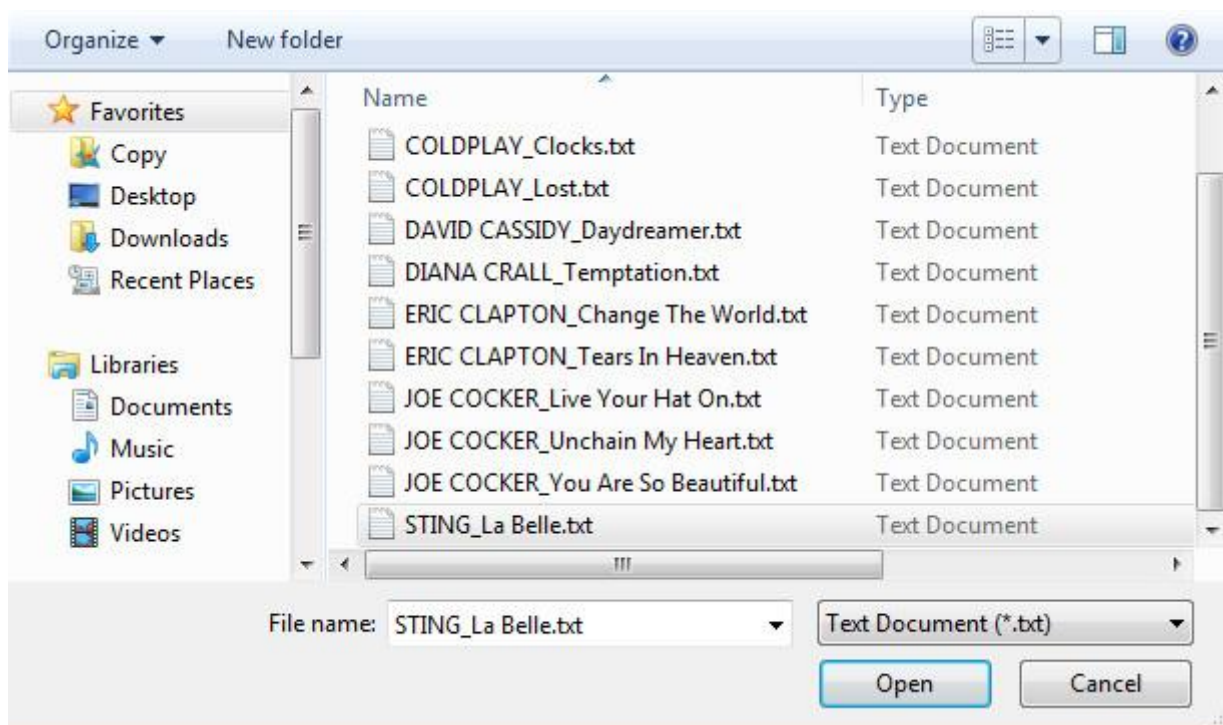 Organize New folder
Name Type
Favorites
Copy
Desktop
Downloads
Recent Places
Libraries
Documents
Music
Pictures
Videos
COLDPLAY_Clocks.txt Text Document
COLDPLAY_Lost.txt Text Document
DAVID CASSIDY_Daydreamer.txt Text Document
DIANA CRALL_Temptation.txt Text Document
ERIC CLAPTON_Change The World.txt Text Document
ERIC CLAPTON_Tears In Heaven.txt Text Document
JOE COCKER_Live Your Hat On.txt Text Document
JOE COCKER_Unchain My Heart.txt Text Document
JOE COCKER_You Are So Beautiful.txt Text Document
STING_La Belle.txt Text Document
File name: STING_La Belle.txt Text Document (*.txt)
Open Cancel